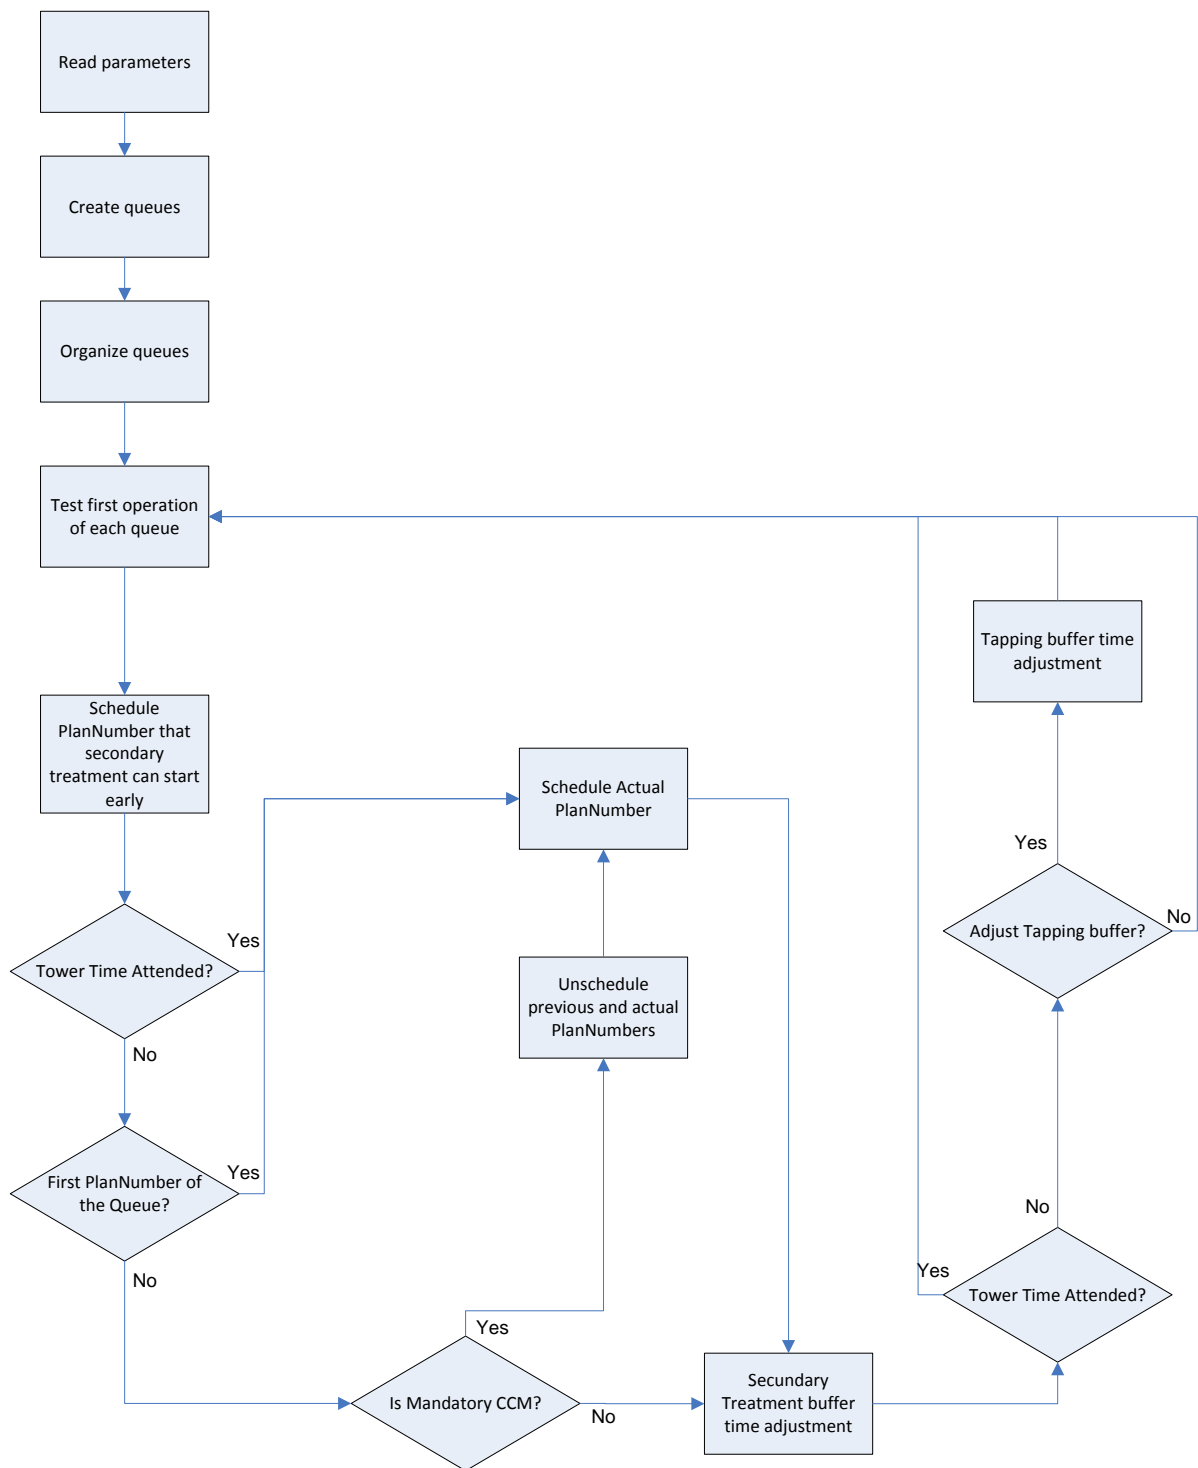 Read parameters
Create queues
Organize queues
Test first operation
of each queue
Schedule
PlanNumber that
secondary
treatment can start
early
Tower Time Attended?
Yes
No
First PlanNumber of
the Queue?
Yes
No
Schedule Actual
PlanNumber
Unschedule
previous and actual
PlanNumbers
Is Mandatory CCM?
Yes
No
Secundary
Treatment buffer
time adjustment
Tower Time Attended?
Yes
No
Adjust Tapping buffer?
Yes
No
Tapping buffer time
adjustment